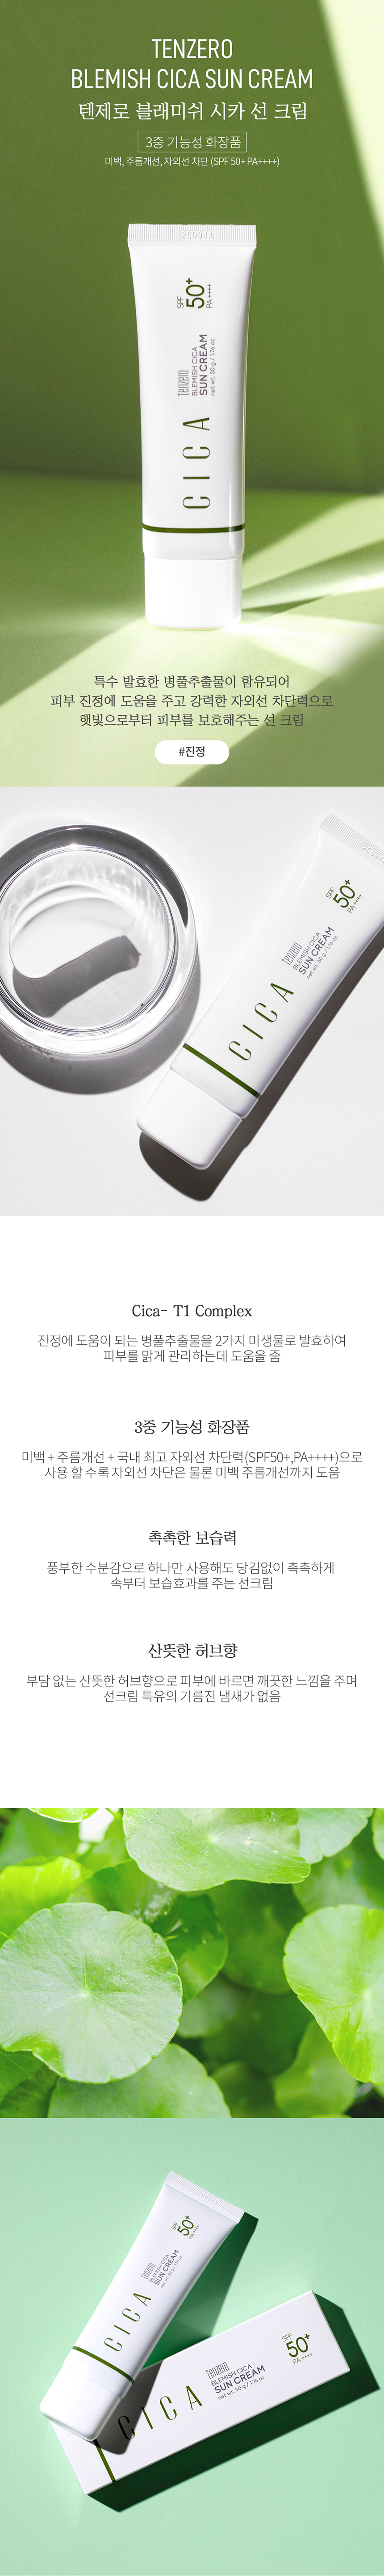 TENZERO
BLEMISH CICA SUN CREAM
텐제로 블래미쉬 시카 선 크림
3중 기능성 화장품
미백, 주름개선, 자외선 차단 (SPF 50+ PA++++)
2C004A
SPF
50+
PA ++++
tenzero
BLEMISH CICA
SUN CREAM
net wt. 50 g / 1.76 oz.
CICA
특수 발효한 병풀추출물이 함유되어
피부 진정에 도움을 주고 강력한 자외선 차단력으로
햇빛으로부터 피부를 보호해주는 선 크림
#진정
SPF
50+
PA ++++
tenzero
BLEMISH CICA
SUN CREAM
net wt. 50 g / 1.76 oz.
CICA
Cica- T1 Complex
진정에 도움이 되는 병풀추출물을 2가지 미생물로 발효하여
피부를 맑게 관리하는데 도움을 줌
3중 기능성 화장품
미백 + 주름개선 + 국내 최고 자외선 차단력(SPF50+,PA++++)으로
사용 할 수록 자외선 차단은 물론 미백 주름개선까지 도움
촉촉한 보습력
풍부한 수분감으로 하나만 사용해도 당김없이 촉촉하게
속부터 보습효과를 주는 선크림
산뜻한 허브향
부담 없는 산뜻한 허브향으로 피부에 바르면 깨끗한 느낌을 주며
선크림 특유의 기름진 냄새가 없음
SPF
50+
PA ++++
tenzero
BLEMISH CICA
SUN CREAM
net wt. 50 g / 1.76 oz.
CICA
SPF
50+
PA ++++
tenzero
BLEMISH CICA
SUN CREAM
net wt. 50 g / 1.76 oz.
CICA